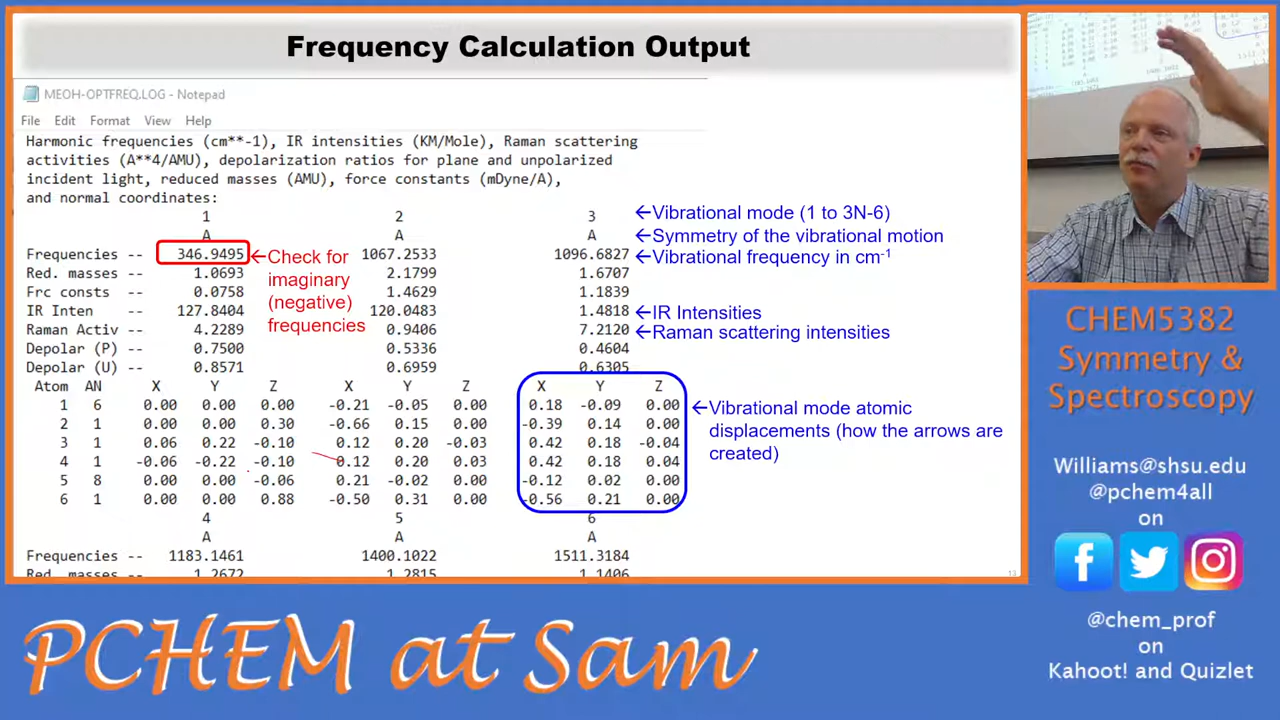 Frequency Calculation Output
MEOH-OPTFREQ.LOG - Notepad
File Edit Format View Help
Harmonic frequencies (cm**-1), IR intensities (KM/Mole), Raman scattering
activities (A**4/AMU), depolarization ratios for plane and unpolarized
incident light, reduced masses (AMU), force constants (mDyne/A),
and normal coordinates:
1 2 3 ←Vibrational mode (1 to 3N-6)
A A A ←Symmetry of the vibrational motion
Frequencies -- 346.9495 1067.2533 1096.6827 ←Vibrational frequency in cm-1
←Check for
imaginary
(negative)
frequencies
Red. masses -- 1.0693 2.1799 1.6707
Frc consts -- 0.0758 1.4629 1.1839
IR Inten -- 127.8404 120.0483 1.4818 ←IR Intensities
Raman Activ -- 4.2289 0.9406 7.2120 ←Raman scattering intensities
Depolar (P) -- 0.7500 0.5336 0.4604
Depolar (U) -- 0.8571 0.6959 0.6305
Atom AN X Y Z X Y Z X Y Z
1 6 0.00 0.00 0.00 -0.21 -0.05 0.00 0.18 -0.09 0.00
2 1 0.00 0.00 0.30 -0.66 0.15 0.00 -0.39 0.14 0.00
3 1 0.06 0.22 -0.10 0.12 0.20 -0.03 0.42 0.18 -0.04
4 1 -0.06 -0.22 -0.10 0.12 0.20 0.03 0.42 0.18 0.04
5 8 0.00 0.00 -0.06 0.21 -0.02 0.00 -0.12 0.02 0.00
6 1 0.00 0.00 0.88 -0.50 0.31 0.00 -0.56 0.21 0.00
←Vibrational mode atomic
displacements (how the arrows are
created)
4 5 6
A A A
Frequencies -- 1183.1461 1400.1022 1511.3184
Red. masses -- 1.2672 1.2815 1.1406
13
CHEM5382
Symmetry &
Spectroscopy
Williams@shsu.edu
@pchem4all
on
@chem_prof
on
Kahoot! and Quizlet
PCHEM at Sam